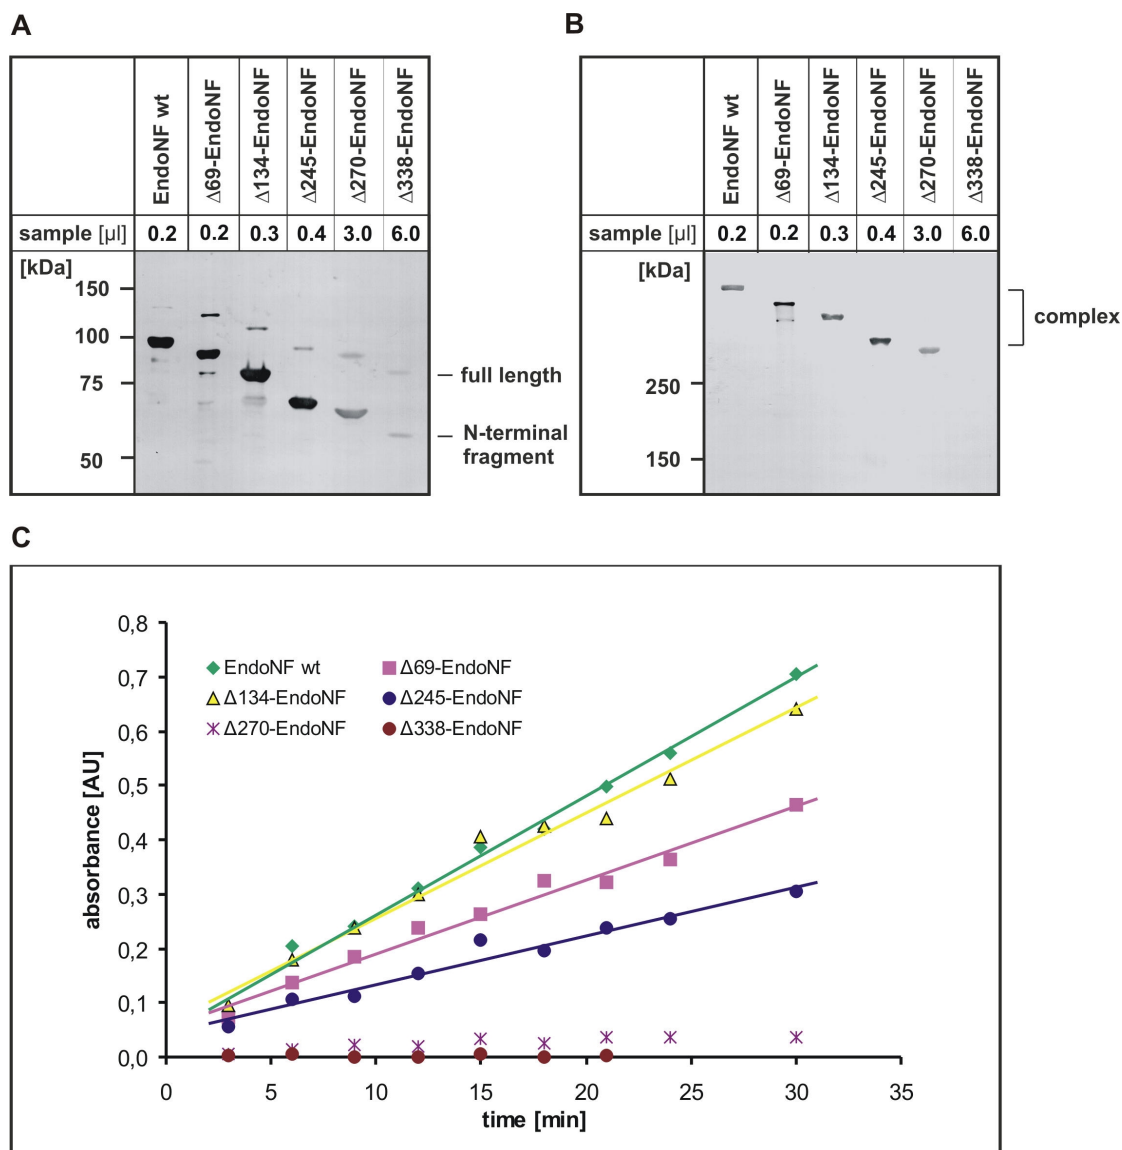 A
EndoNF wt
Δ69-EndoNF
Δ134-EndoNF
Δ245-EndoNF
Δ270-EndoNF
Δ338-EndoNF
sample [µl] 0.2 0.2 0.3 0.4 3.0 6.0
[kDa]
150
100
75
50
full length
N-terminal
fragment
B
EndoNF wt
Δ69-EndoNF
Δ134-EndoNF
Δ245-EndoNF
Δ270-EndoNF
Δ338-EndoNF
sample [µl] 0.2 0.2 0.3 0.4 3.0 6.0
[kDa]
250
150
complex
C
absorbance [AU]
0,8
0,7
0,6
0,5
0,4
0,3
0,2
0,1
0,0
EndoNF wt Δ69-EndoNF
Δ134-EndoNF Δ245-EndoNF
Δ270-EndoNF Δ338-EndoNF
0 5 10 15 20 25 30 35
time [min]